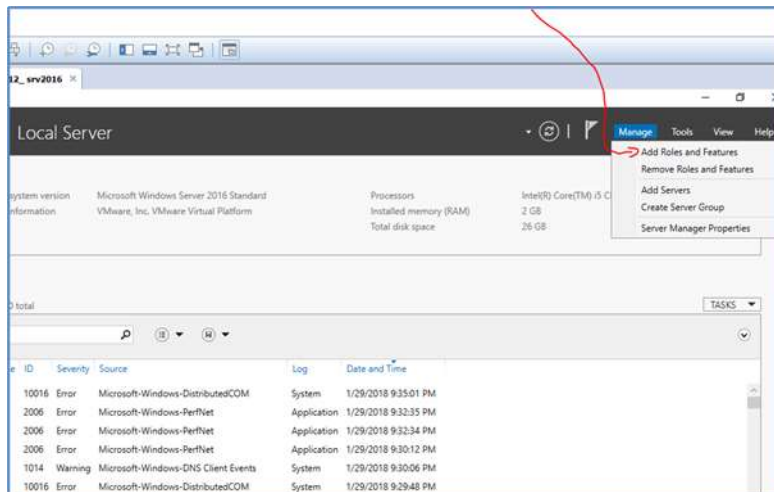 12_ srv2016
Local Server
Manage Tools View Help
Add Roles and Features
Remove Roles and Features
Add Servers
Create Server Group
Server Manager Properties
system version Microsoft Windows Server 2016 Standard Processors Intel(R) Core(TM) i5
information VMware, Inc. VMware Virtual Platform Installed memory (RAM) 2 GB
Total disk space 26 GB
total
TASKS
ID Severity Source Log Date and Time
10016 Error Microsoft-Windows-DistributedCOM System 1/29/2018 9:35:01 PM
2006 Error Microsoft-Windows-PerfNet Application 1/29/2018 9:32:35 PM
2006 Error Microsoft-Windows-PerfNet Application 1/29/2018 9:32:34 PM
2006 Error Microsoft-Windows-PerfNet Application 1/29/2018 9:30:12 PM
1014 Warning Microsoft-Windows-DNS Client Events System 1/29/2018 9:30:06 PM
10016 Error Microsoft-Windows-DistributedCOM System 1/29/2018 9:29:48 PM